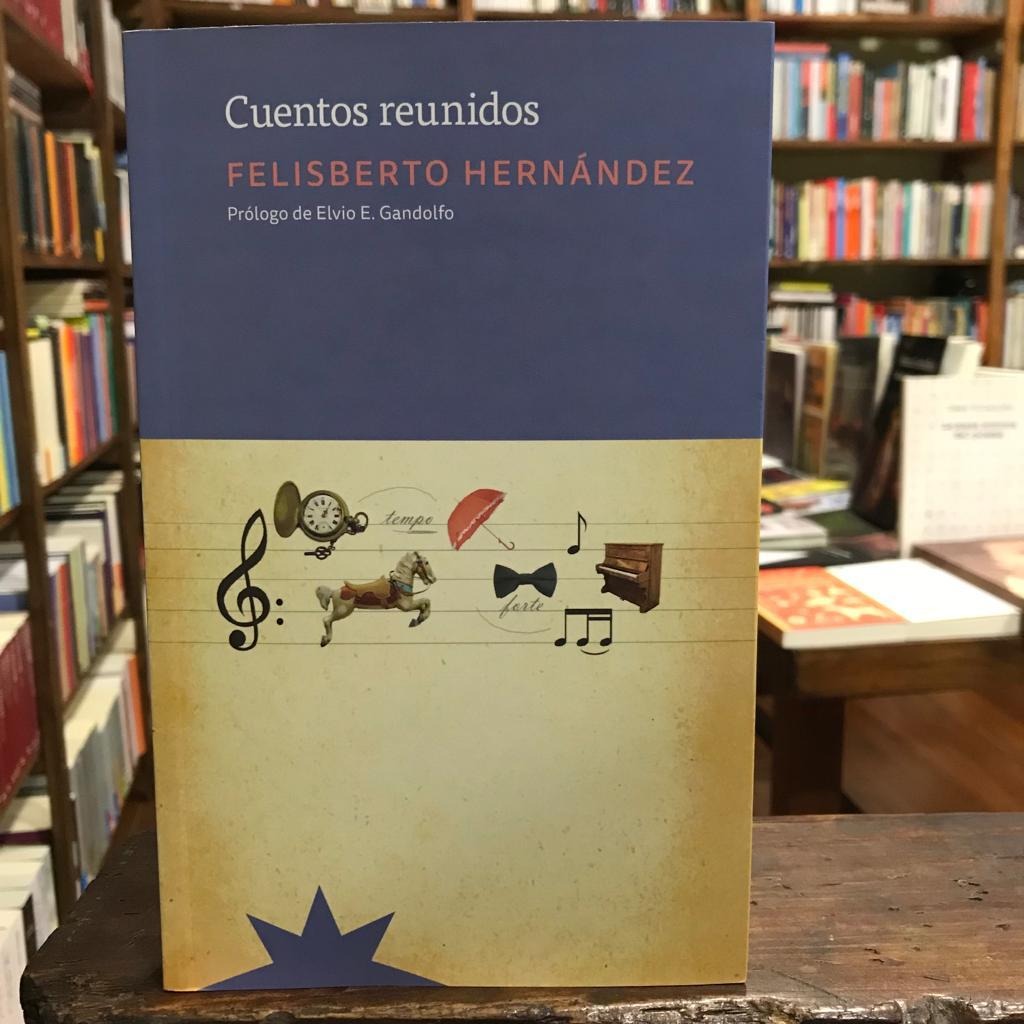 Cuentos reunidos
FELISBERTO HERNÁNDEZ
Prólogo de Elvio E. Gandolfo
tempo
forte